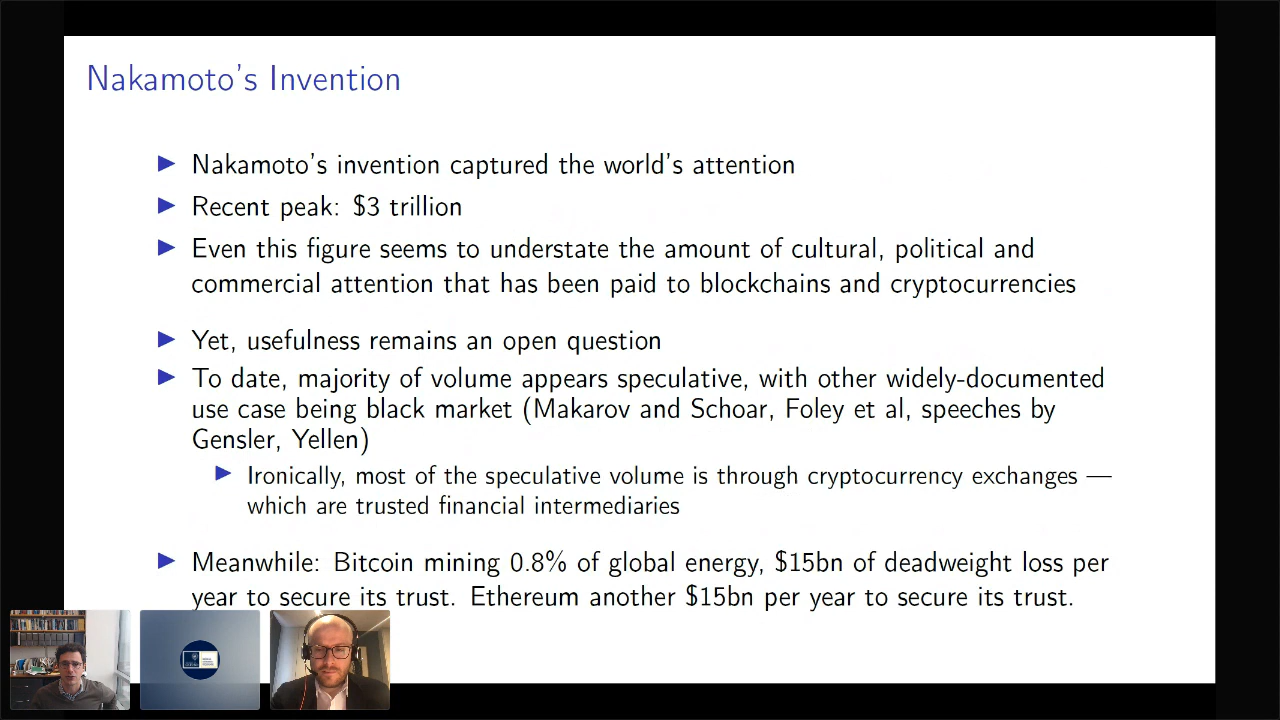 Nakamoto's Invention
Nakamoto's invention captured the world's attention
Recent peak: $3 trillion
Even this figure seems to understate the amount of cultural, political and
commercial attention that has been paid to blockchains and cryptocurrencies
Yet, usefulness remains an open question
To date, majority of volume appears speculative, with other widely-documented
use case being black market (Makarov and Schoar, Foley et al, speeches by
Gensler, Yellen)
Ironically, most of the speculative volume is through cryptocurrency exchanges —
which are trusted financial intermediaries
Meanwhile: Bitcoin mining 0.8% of global energy, $15bn of deadweight loss per
year to secure its trust. Ethereum another $15bn per year to secure its trust.